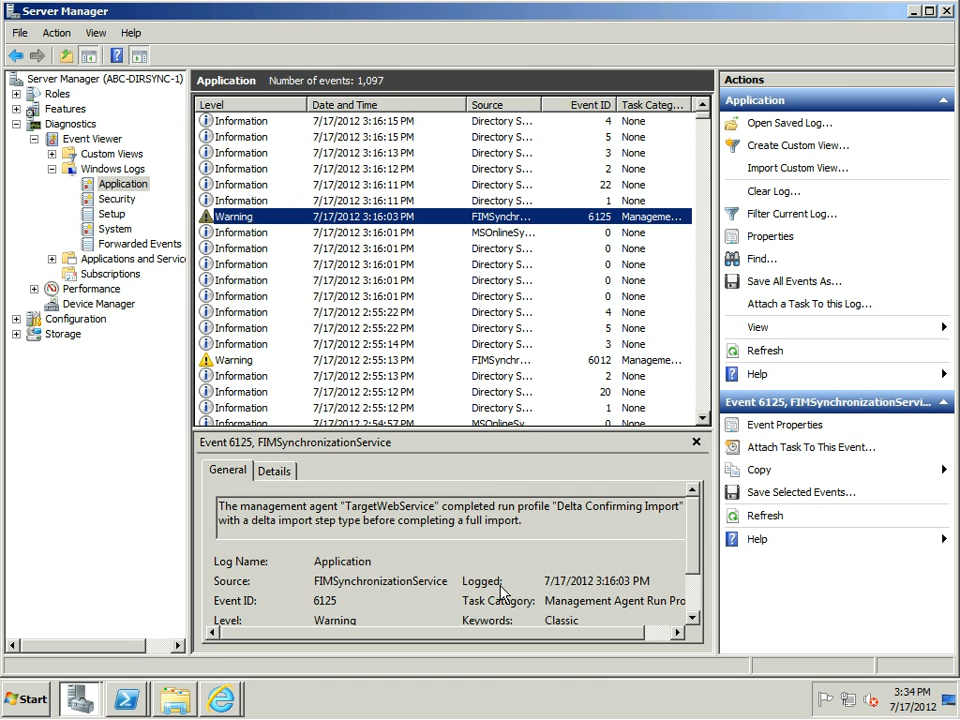 Server Manager
File Action View Help
Server Manager (ABC-DIRSYNC-1)
Roles
Features
Diagnostics
Event Viewer
Custom Views
Windows Logs
Application
Security
Setup
System
Forwarded Events
Applications and Service
Subscriptions
Performance
Device Manager
Configuration
Storage
Application Number of events: 1,097
Level Date and Time Source Event ID Task Categ...
Information 7/17/2012 3:16:15 PM Directory S... 4 None
Information 7/17/2012 3:16:15 PM Directory S... 5 None
Information 7/17/2012 3:16:13 PM Directory S... 3 None
Information 7/17/2012 3:16:12 PM Directory S... 2 None
Information 7/17/2012 3:16:11 PM Directory S... 22 None
Information 7/17/2012 3:16:11 PM Directory S... 1 None
Warning 7/17/2012 3:16:03 PM FIMSynchr... 6125 Manageme...
Information 7/17/2012 3:16:01 PM MSOnlineSy... 0 None
Information 7/17/2012 3:16:01 PM Directory S... 0 None
Information 7/17/2012 3:16:01 PM Directory S... 0 None
Information 7/17/2012 3:16:01 PM Directory S... 0 None
Information 7/17/2012 3:16:01 PM Directory S... 0 None
Information 7/17/2012 2:55:22 PM Directory S... 4 None
Information 7/17/2012 2:55:22 PM Directory S... 5 None
Information 7/17/2012 2:55:14 PM Directory S... 3 None
Warning 7/17/2012 2:55:13 PM FIMSynchr... 6012 Manageme...
Information 7/17/2012 2:55:13 PM Directory S... 2 None
Information 7/17/2012 2:55:12 PM Directory S... 20 None
Information 7/17/2012 2:55:12 PM Directory S... 1 None
Information 7/17/2012 2:54:57 PM MSOnlineSy... 0 None
Event 6125, FIMSynchronizationService
General Details
The management agent "TargetWebService" completed run profile "Delta Confirming Import"
with a delta import step type before completing a full import.
Log Name: Application
Source: FIMSynchronizationService Logged: 7/17/2012 3:16:03 PM
Event ID: 6125 Task Category: Management Agent Run Pro
Level: Warning Keywords: Classic
Actions
Application
Open Saved Log...
Create Custom View...
Import Custom View...
Clear Log...
Filter Current Log...
Properties
Find...
Save All Events As...
Attach a Task To this Log...
View
Refresh
Help
Event 6125, FIMSynchronizationServi...
Event Properties
Attach Task To This Event...
Copy
Save Selected Events...
Refresh
Help
Start
3:34 PM
7/17/2012